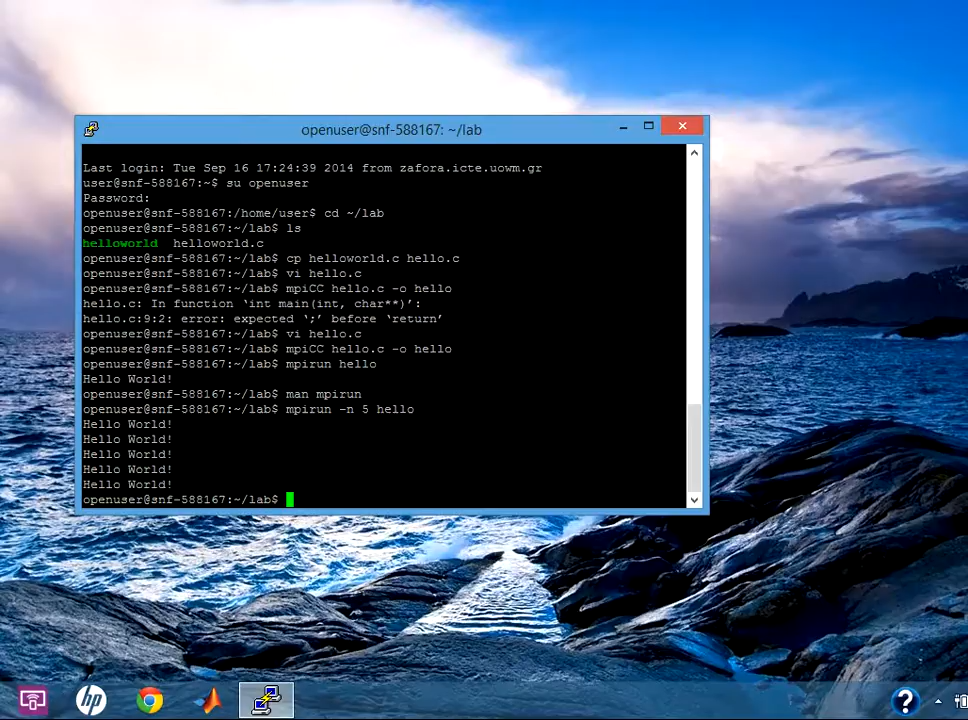 openuser@snf-588167: ~/lab
Last login: Tue Sep 16 17:24:39 2014 from zafora.icte.uowm.gr
user@snf-588167:~$ su openuser
Password:
openuser@snf-588167:/home/user$ cd ~/lab
openuser@snf-588167:~/lab$ ls
helloworld  helloworld.c
openuser@snf-588167:~/lab$ cp helloworld.c hello.c
openuser@snf-588167:~/lab$ vi hello.c
openuser@snf-588167:~/lab$ mpiCC hello.c -o hello
hello.c: In function ‘int main(int, char**)’:
hello.c:9:2: error: expected ‘;’ before ‘return’
openuser@snf-588167:~/lab$ vi hello.c
openuser@snf-588167:~/lab$ mpiCC hello.c -o hello
openuser@snf-588167:~/lab$ mpirun hello
Hello World!
openuser@snf-588167:~/lab$ man mpirun
openuser@snf-588167:~/lab$ mpirun -n 5 hello
Hello World!
Hello World!
Hello World!
Hello World!
Hello World!
openuser@snf-588167:~/lab$
hp
?